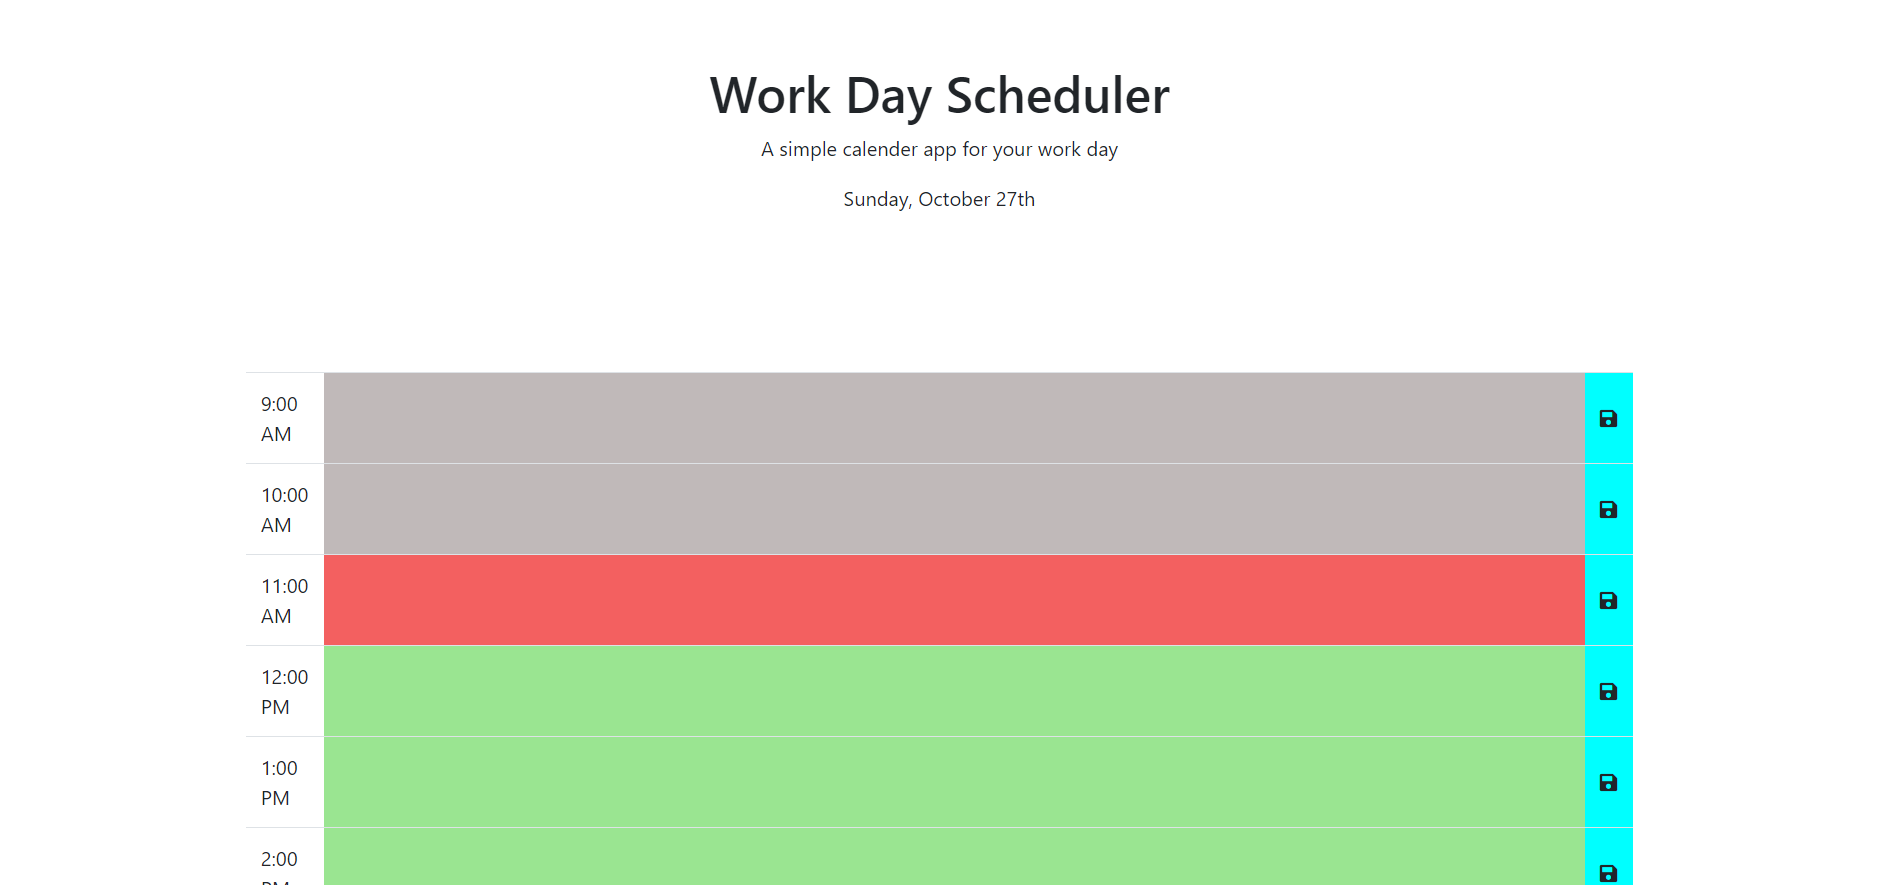 Work Day Scheduler
A simple calender app for your work day
Sunday, October 27th
9:00
AM
10:00
AM
11:00
AM
12:00
PM
1:00
PM
2:00
PM